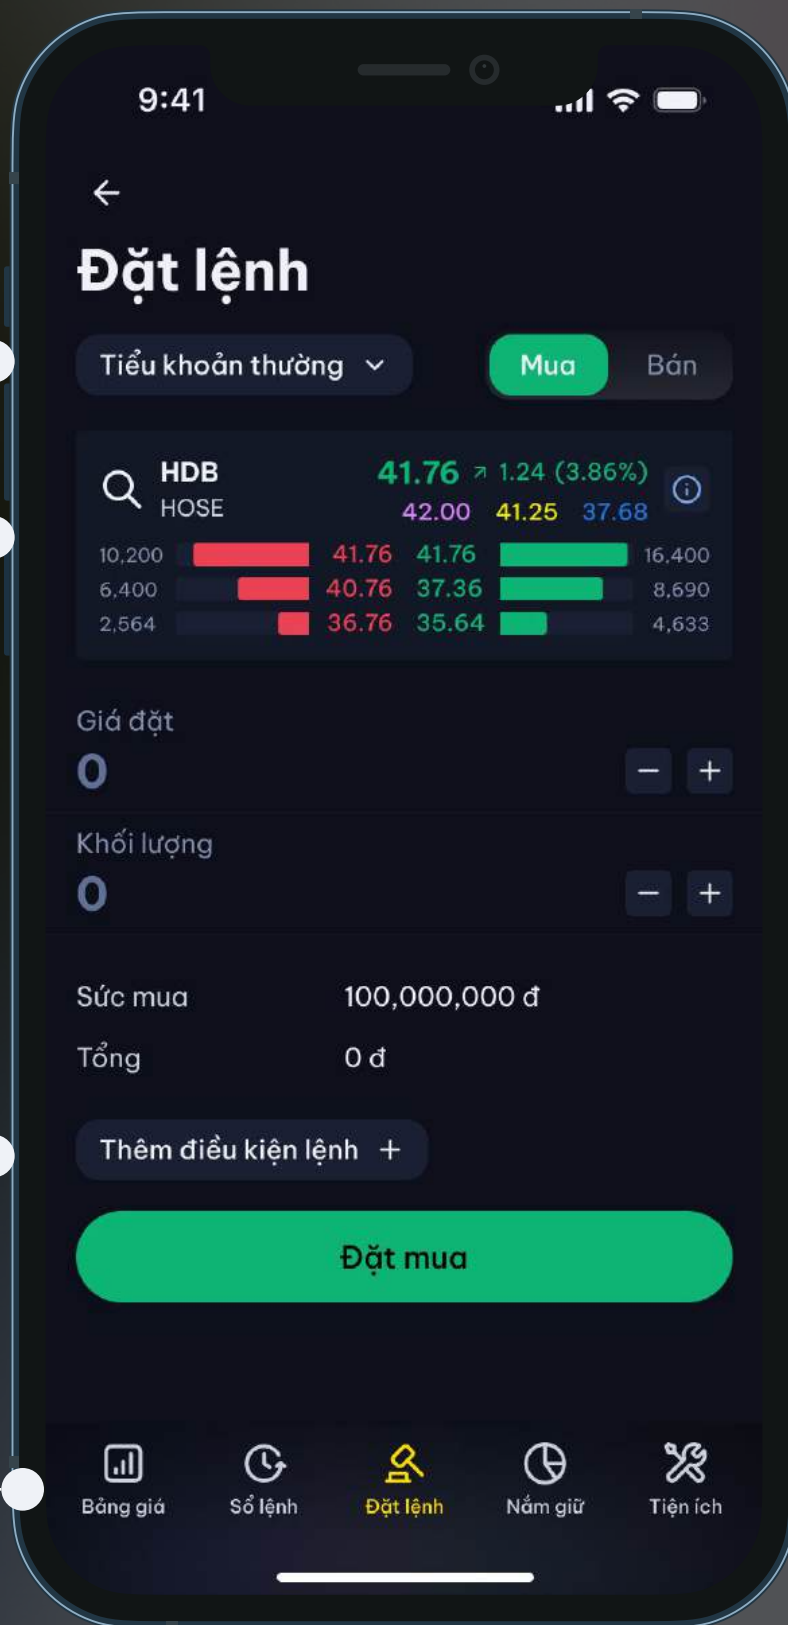 9:41
Đặt lệnh
Tiểu khoản thường
Mua Bán
HDB 41.76 1.24 (3.86%)
HOSE 42.00 41.25 37.68
10,200 41.76 41.76 16,400
6,400 40.76 37.36 8,690
2,564 36.76 35.64 4,633
Giá đặt
0 − +
Khối lượng
0 − +
Sức mua 100,000,000 đ
Tổng 0 đ
Thêm điều kiện lệnh +
Đặt mua
Bảng giá Sổ lệnh Đặt lệnh Nắm giữ Tiện ích